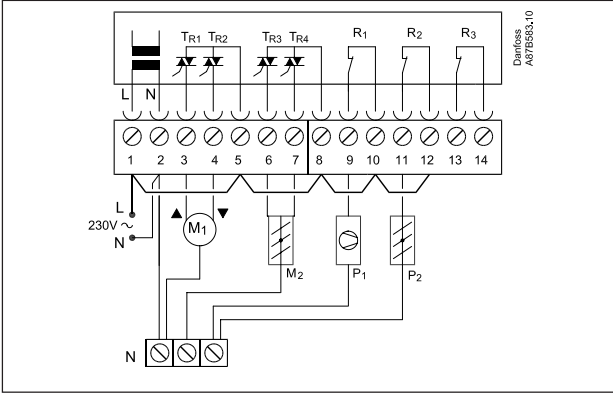 TR1 TR2 TR3 TR4 R1 R2 R3
Danfoss
A87B583.10
L N
1 2 3 4 5 6 7 8 9 10 11 12 13 14
L
230V ~
N
▲ M1 ▼
M2 P1 P2
N